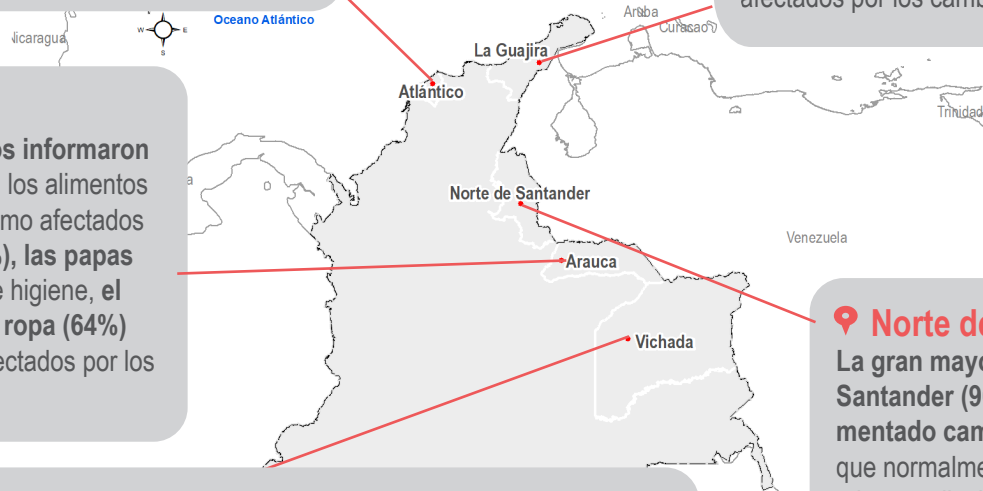 afectados por los camb
Oceano Atlántico
W E
S
Nicaragua
Aruba
Curacao
La Guajira
Atlántico
Trinidad
os informaron
los alimentos
mo afectados
), las papas
e higiene, el
ropa (64%)
ectados por los
Norte de Santander
Venezuela
Arauca
Vichada
Norte de
La gran mayo
Santander (9
mentado cam
que normalme